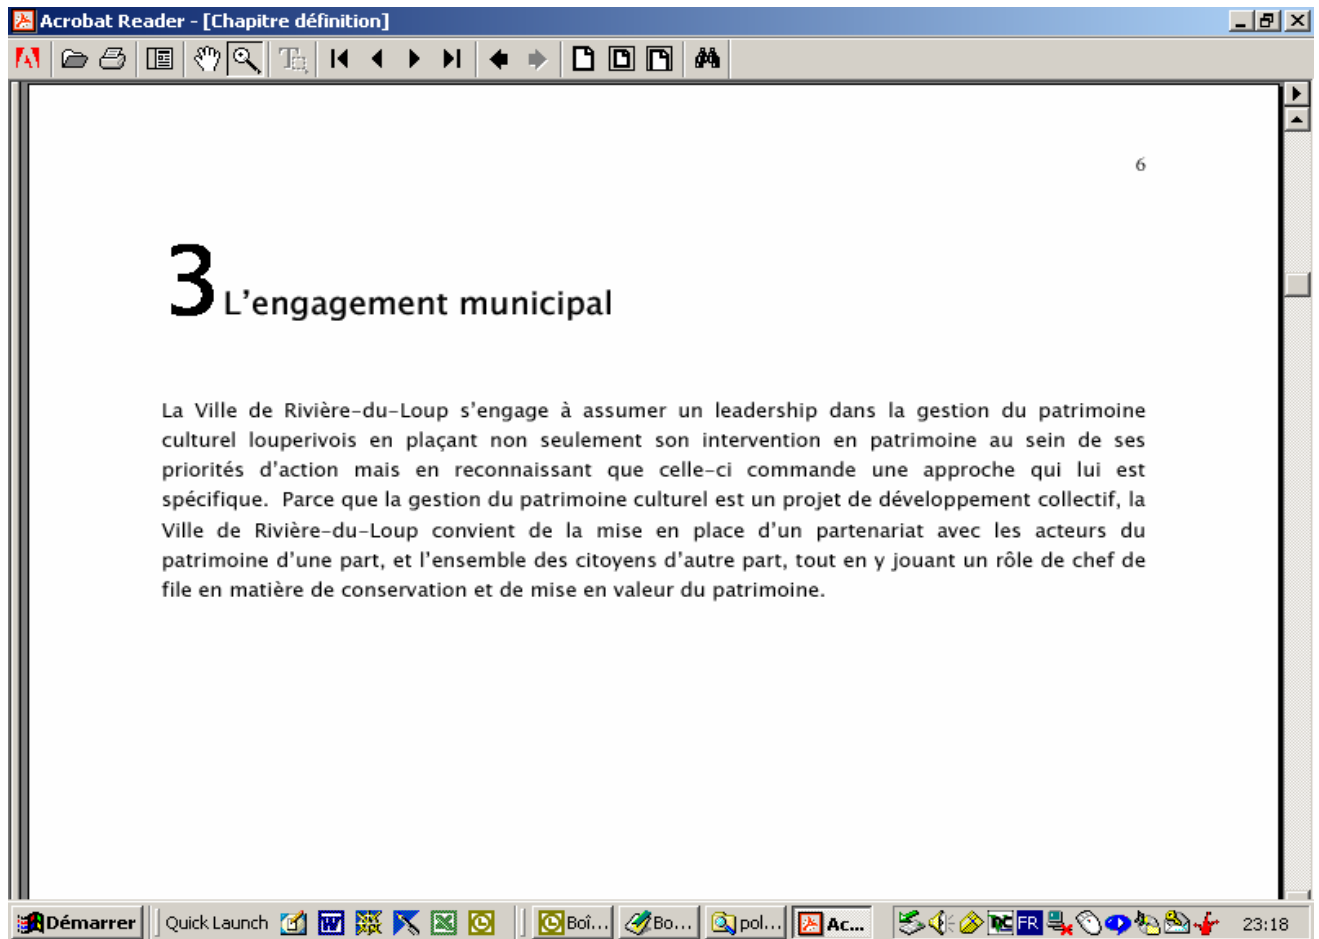 Acrobat Reader - [Chapitre définition]
6
3 L'engagement municipal
La Ville de Rivière-du-Loup s'engage à assumer un leadership dans la gestion du patrimoine
culturel louperivois en plaçant non seulement son intervention en patrimoine au sein de ses
priorités d'action mais en reconnaissant que celle-ci commande une approche qui lui est
spécifique.  Parce que la gestion du patrimoine culturel est un projet de développement collectif, la
Ville de Rivière-du-Loup convient de la mise en place d'un partenariat avec les acteurs du
patrimoine d'une part, et l'ensemble des citoyens d'autre part, tout en y jouant un rôle de chef de
file en matière de conservation et de mise en valeur du patrimoine.
Démarrer Quick Launch Boî... Bo... pol... Ac... FR 23:18